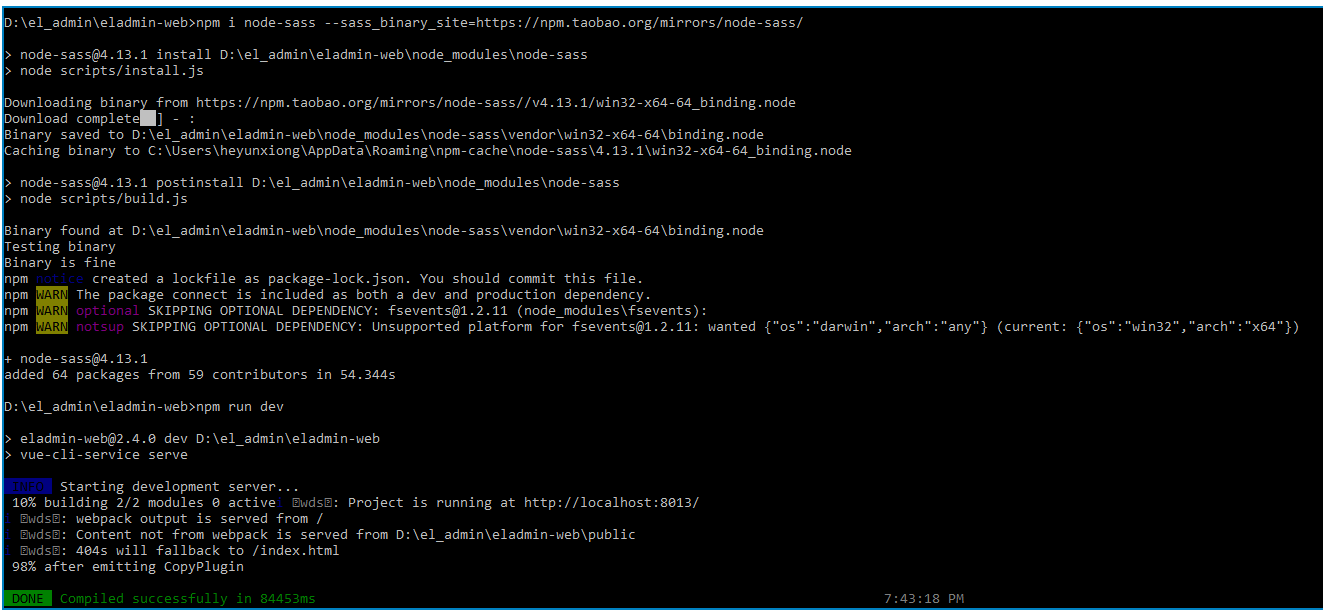 D:\el_admin\eladmin-web>npm i node-sass --sass_binary_site=https://npm.taobao.org/mirrors/node-sass/
> node-sass@4.13.1 install D:\el_admin\eladmin-web\node_modules\node-sass
> node scripts/install.js
Downloading binary from https://npm.taobao.org/mirrors/node-sass//v4.13.1/win32-x64-64_binding.node
Download complete ] - :
Binary saved to D:\el_admin\eladmin-web\node_modules\node-sass\vendor\win32-x64-64\binding.node
Caching binary to C:\Users\heyunxiong\AppData\Roaming\npm-cache\node-sass\4.13.1\win32-x64-64_binding.node
> node-sass@4.13.1 postinstall D:\el_admin\eladmin-web\node_modules\node-sass
> node scripts/build.js
Binary found at D:\el_admin\eladmin-web\node_modules\node-sass\vendor\win32-x64-64\binding.node
Testing binary
Binary is fine
npm notice created a lockfile as package-lock.json. You should commit this file.
npm WARN The package connect is included as both a dev and production dependency.
npm WARN optional SKIPPING OPTIONAL DEPENDENCY: fsevents@1.2.11 (node_modules\fsevents):
npm WARN notsup SKIPPING OPTIONAL DEPENDENCY: Unsupported platform for fsevents@1.2.11: wanted {"os":"darwin","arch":"any"} (current: {"os":"win32","arch":"x64"})
+ node-sass@4.13.1
added 64 packages from 59 contributors in 54.344s
D:\el_admin\eladmin-web>npm run dev
> eladmin-web@2.4.0 dev D:\el_admin\eladmin-web
> vue-cli-service serve
INFO Starting development server...
10% building 2/2 modules 0 active i ｢wds｣: Project is running at http://localhost:8013/
i ｢wds｣: webpack output is served from /
i ｢wds｣: Content not from webpack is served from D:\el_admin\eladmin-web\public
i ｢wds｣: 404s will fallback to /index.html
98% after emitting CopyPlugin
DONE Compiled successfully in 84453ms 7:43:18 PM